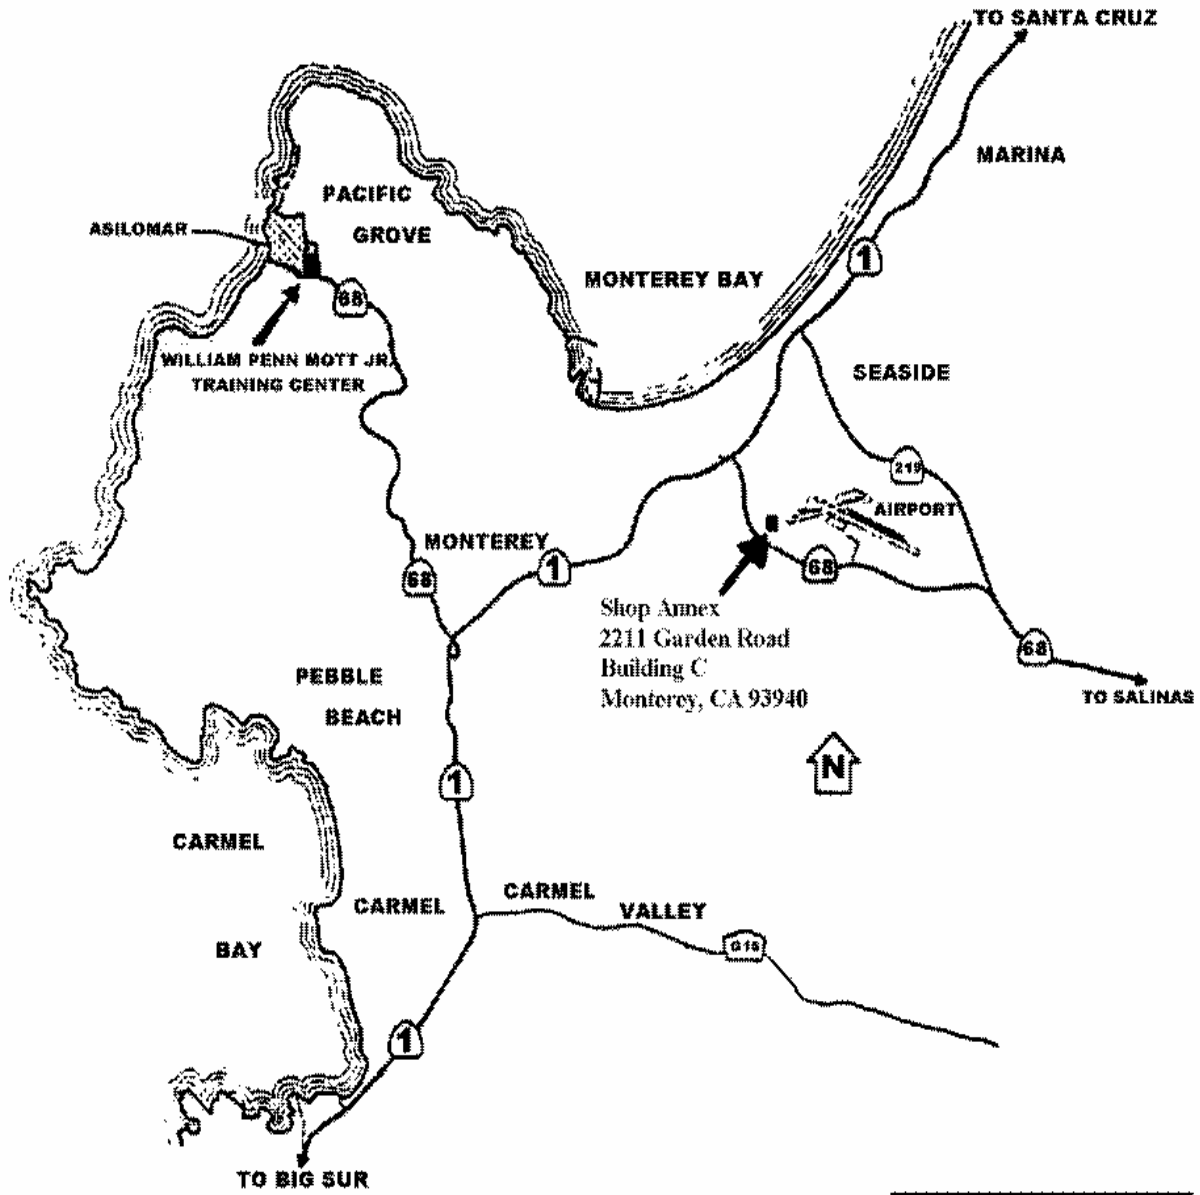 TO SANTA CRUZ
MARINA
PACIFIC
GROVE
ASILOMAR
MONTEREY BAY
1
68
WILLIAM PENN MOTT JR.
TRAINING CENTER
SEASIDE
219
AIRPORT
MONTEREY
1
68
68
Shop Annex
2211 Garden Road
Building C
Monterey, CA 93940
68
TO SALINAS
PEBBLE
BEACH
N
1
CARMEL
BAY
CARMEL
CARMEL
VALLEY
G16
1
TO BIG SUR